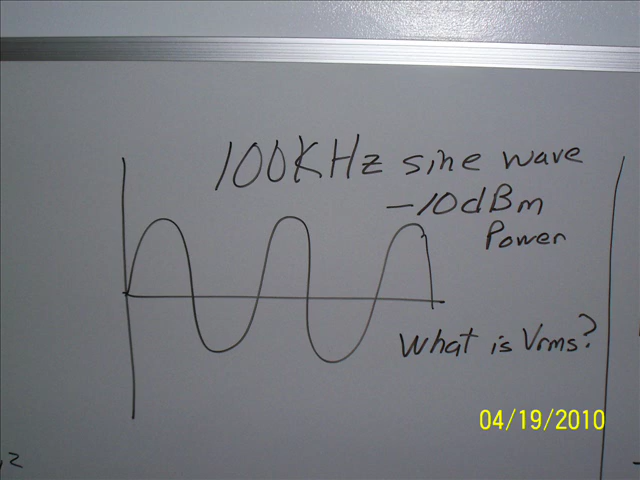 100KHz sine wave
-10dBm
Power
What is Vrms?
04/19/2010